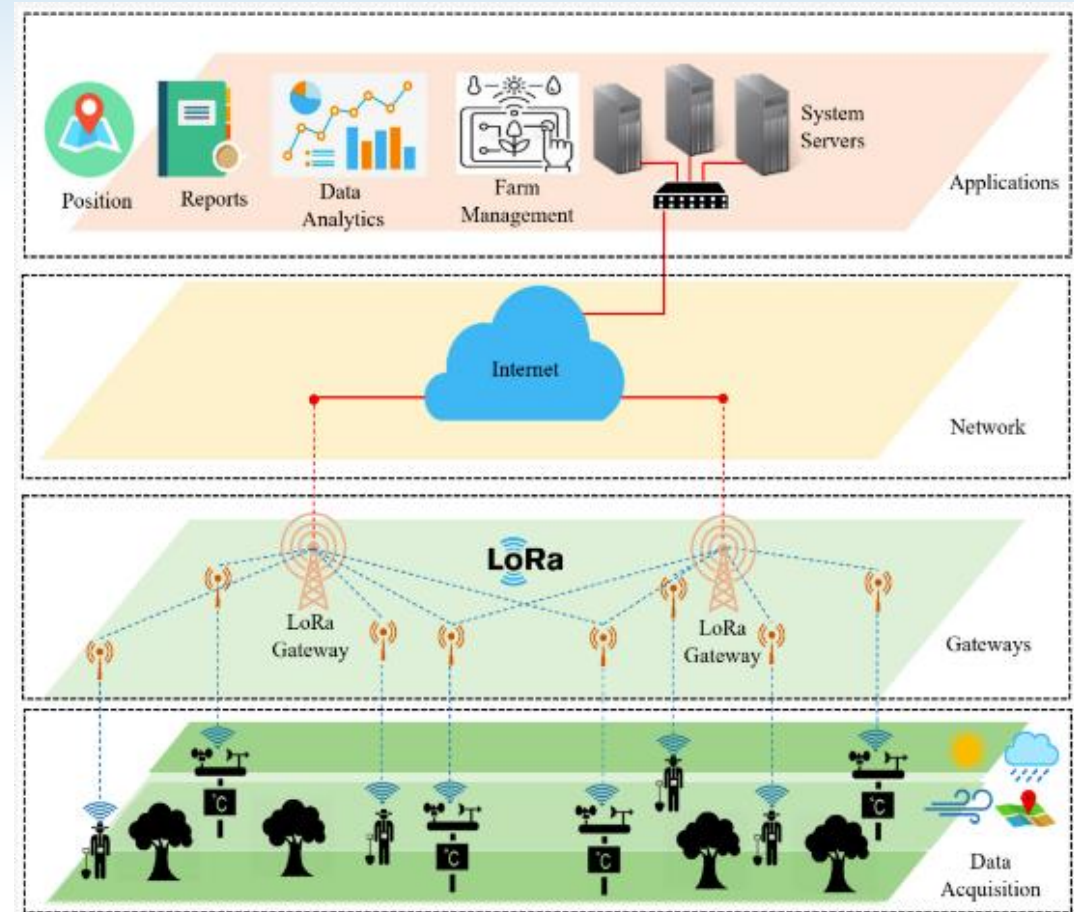 Position
Reports
Data
Analytics
Farm
Management
System
Servers
Applications
Internet
Network
LoRa
LoRa
Gateway
LoRa
Gateway
Gateways
°C
°C
°C
°C
Data
Acquisition